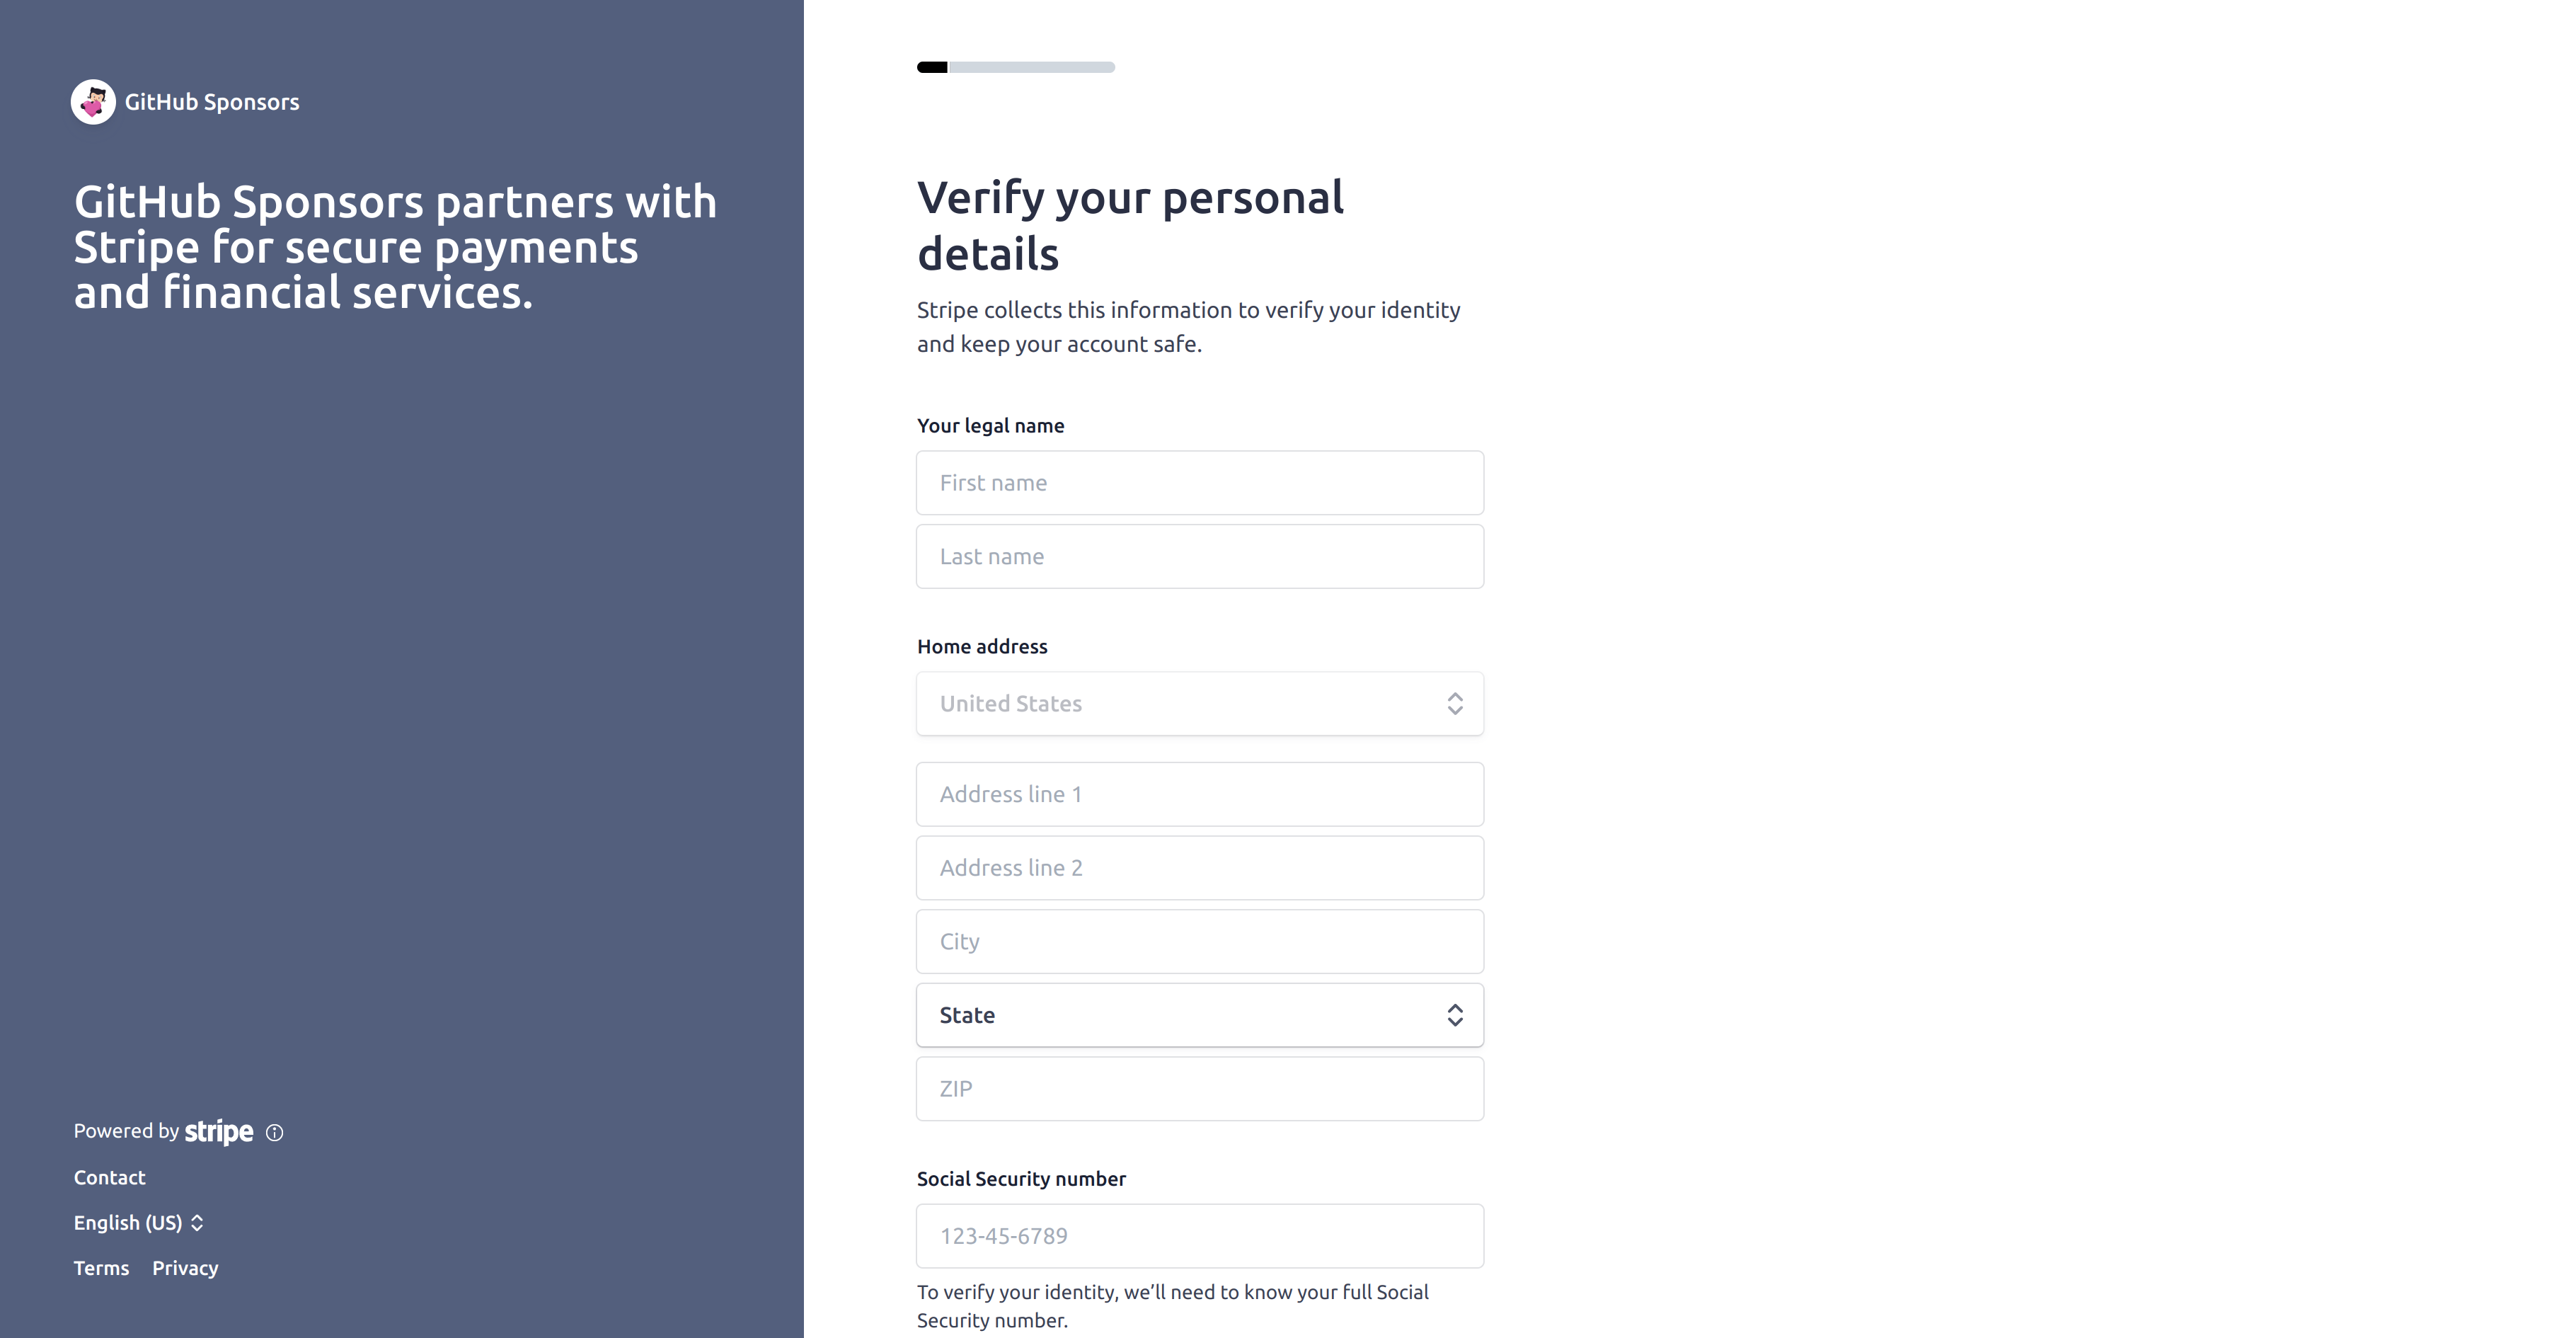 GitHub Sponsors
GitHub Sponsors partners with
Stripe for secure payments
and financial services.
Powered by stripe
Contact
English (US)
Terms Privacy
Verify your personal
details
Stripe collects this information to verify your identity
and keep your account safe.
Your legal name
First name
Last name
Home address
United States
Address line 1
Address line 2
City
State
ZIP
Social Security number
123-45-6789
To verify your identity, we’ll need to know your full Social
Security number.